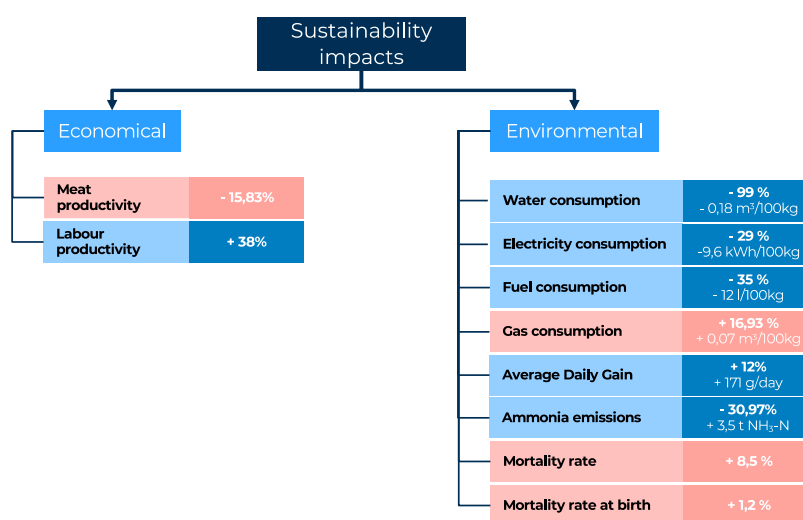 Sustainability
impacts
Economical
Meat
productivity
- 15,83%
Labour
productivity
+ 38%
Environmental
Water consumption
- 99 %
- 0,18 m³/100kg
Electricity consumption
- 29 %
-9,6 kWh/100kg
Fuel consumption
- 35 %
- 12 l/100kg
Gas consumption
+ 16,93 %
+ 0,07 m³/100kg
Average Daily Gain
+ 12%
+ 171 g/day
Ammonia emissions
- 30,97%
+ 3,5 t NH₃-N
Mortality rate
+ 8,5 %
Mortality rate at birth
+ 1,2 %